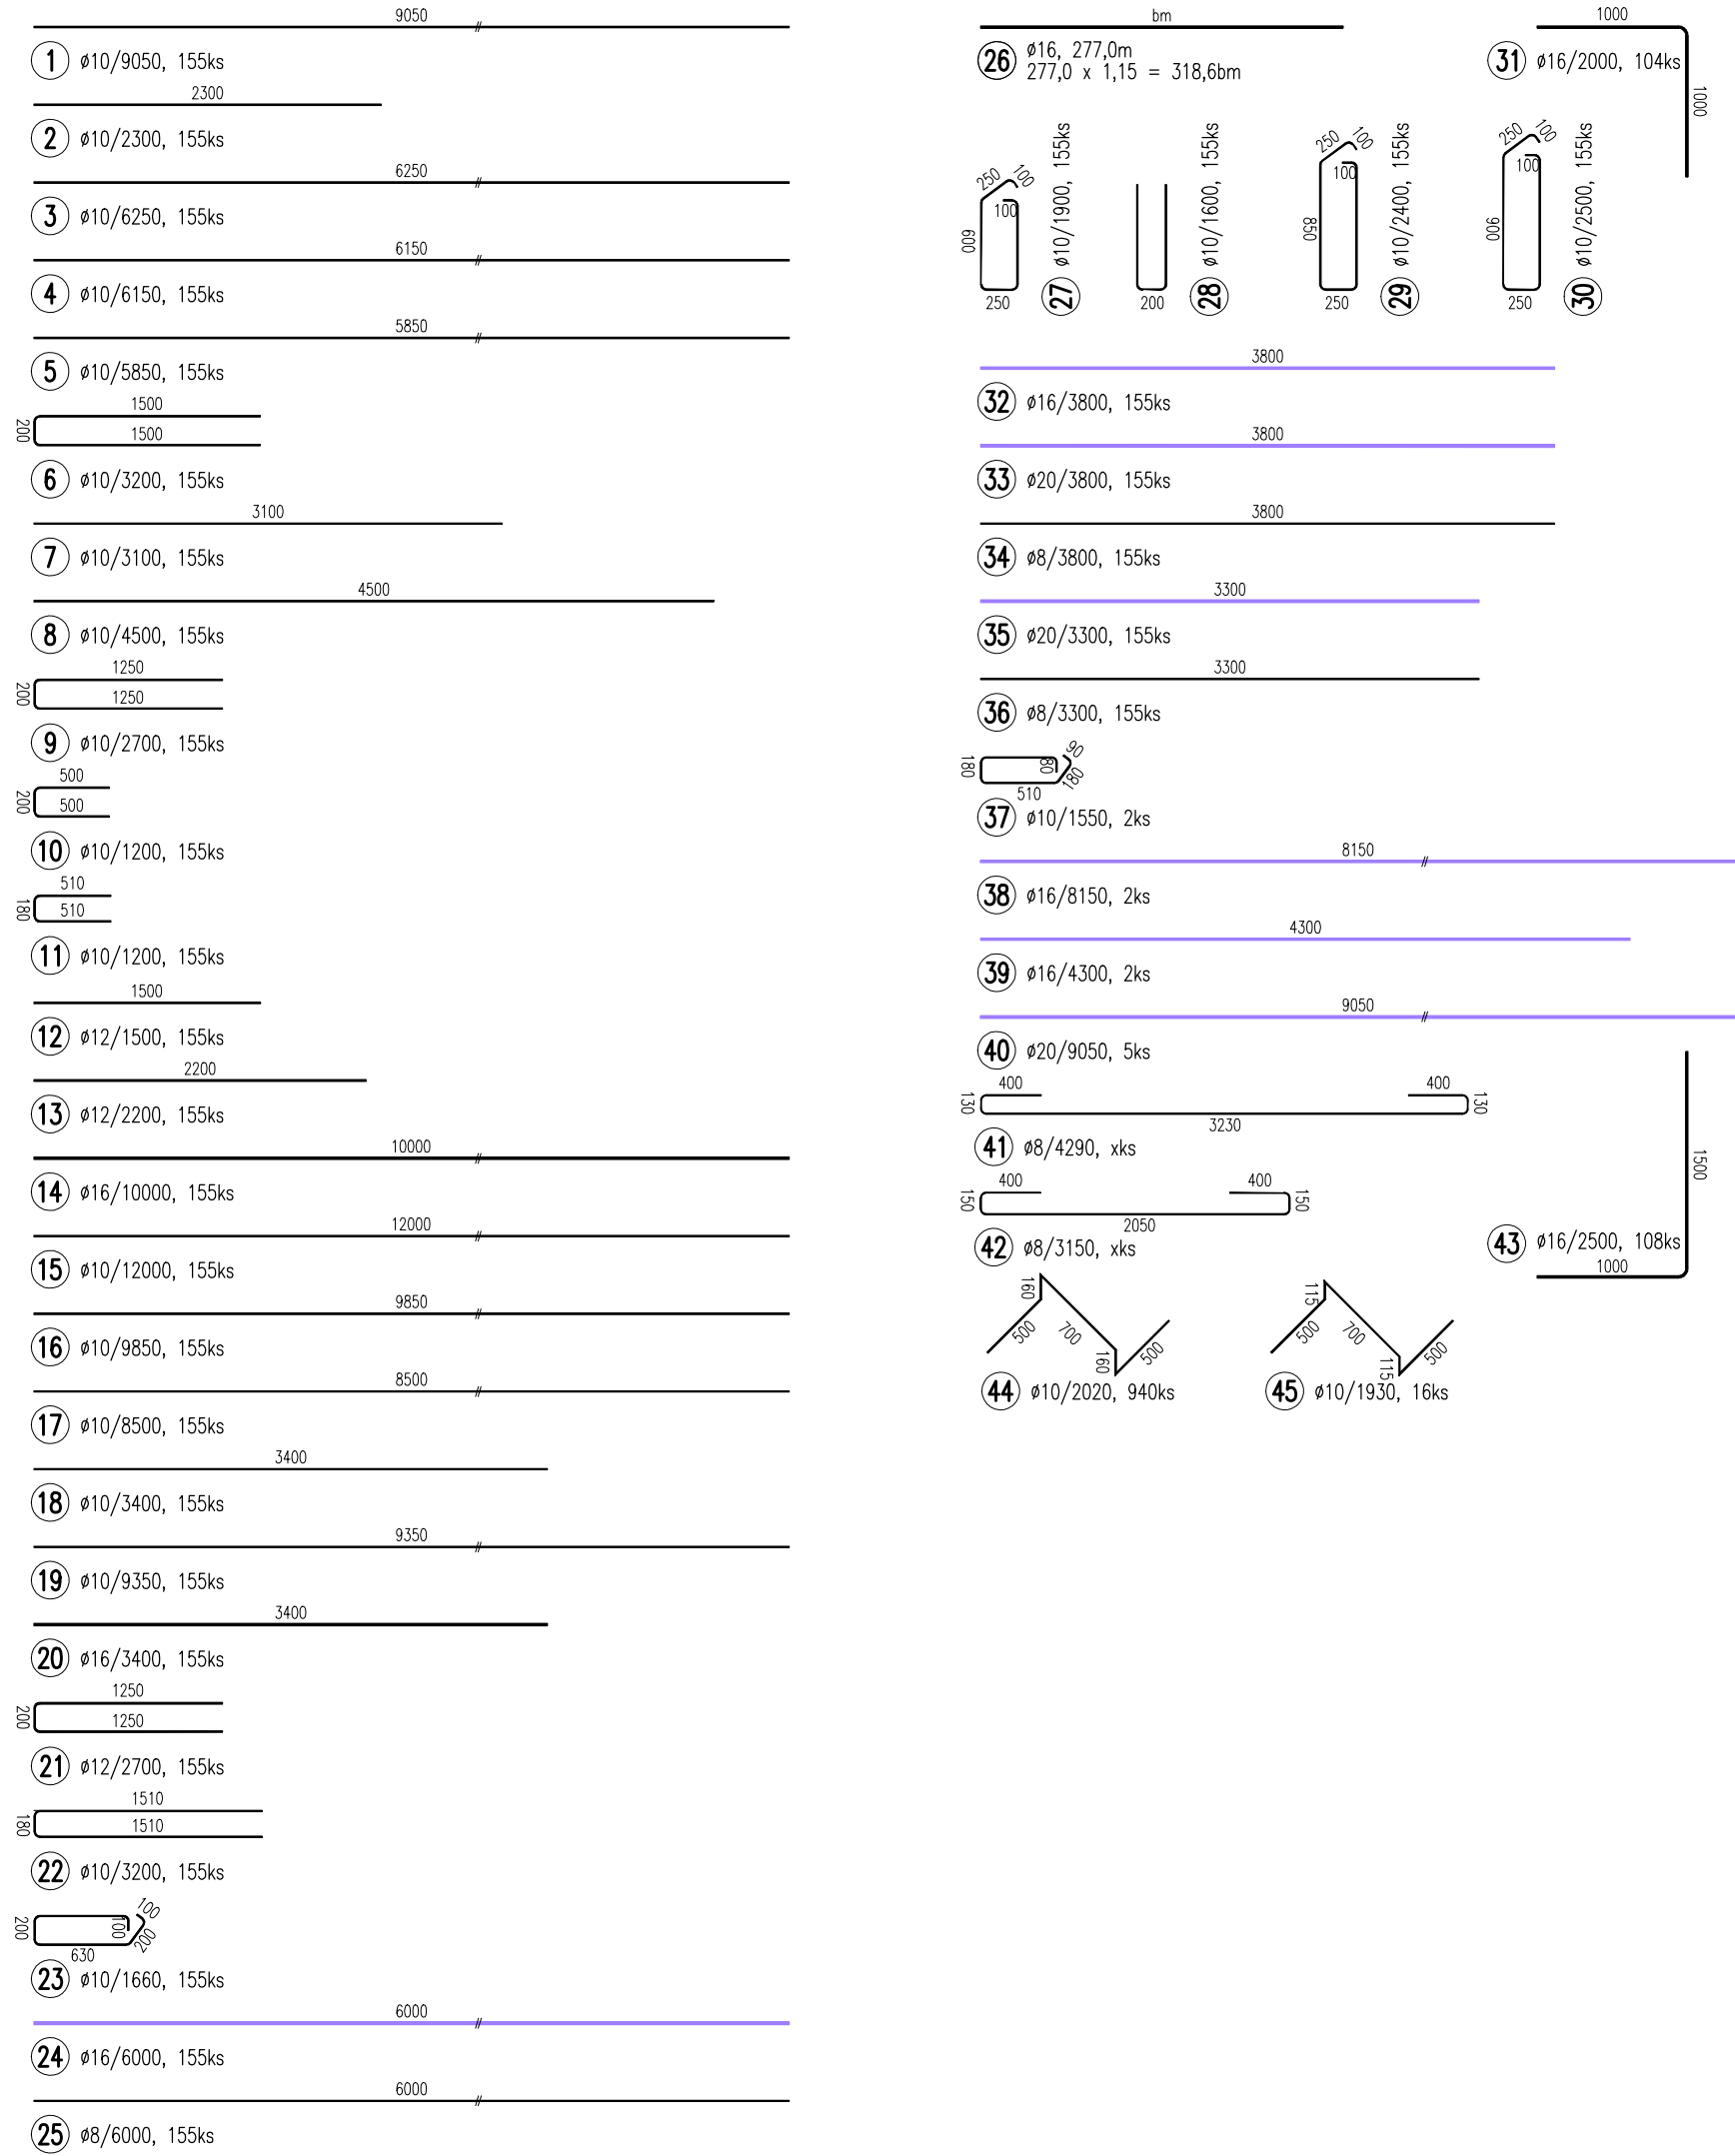 9050
1 ø10/9050, 155ks
2300
2 ø10/2300, 155ks
6250
3 ø10/6250, 155ks
6150
4 ø10/6150, 155ks
5850
5 ø10/5850, 155ks
1500
200
1500
6 ø10/3200, 155ks
3100
7 ø10/3100, 155ks
4500
8 ø10/4500, 155ks
1250
200
1250
9 ø10/2700, 155ks
500
200
500
10 ø10/1200, 155ks
510
180
510
11 ø10/1200, 155ks
1500
12 ø12/1500, 155ks
2200
13 ø12/2200, 155ks
10000
14 ø16/10000, 155ks
12000
15 ø10/12000, 155ks
9850
16 ø10/9850, 155ks
8500
17 ø10/8500, 155ks
3400
18 ø10/3400, 155ks
9350
19 ø10/9350, 155ks
3400
20 ø16/3400, 155ks
1250
200
1250
21 ø12/2700, 155ks
1510
180
1510
22 ø10/3200, 155ks
100
200
100
200
630
23 ø10/1660, 155ks
6000
24 ø16/6000, 155ks
6000
25 ø8/6000, 155ks
bm
26 ø16, 277,0m
277,0 x 1,15 = 318,6bm
1000
31 ø16/2000, 104ks
1000
250
100
100
600
250
27 ø10/1900, 155ks
200
28 ø10/1600, 155ks
250
100
100
850
250
29 ø10/2400, 155ks
250
100
100
900
250
30 ø10/2500, 155ks
3800
32 ø16/3800, 155ks
3800
33 ø20/3800, 155ks
3800
34 ø8/3800, 155ks
3300
35 ø20/3300, 155ks
3300
36 ø8/3300, 155ks
90
180
80
180
510
37 ø10/1550, 2ks
8150
38 ø16/8150, 2ks
4300
39 ø16/4300, 2ks
9050
40 ø20/9050, 5ks
400
400
130
130
3230
41 ø8/4290, xks
400
400
150
150
2050
42 ø8/3150, xks
1500
43 ø16/2500, 108ks
1000
160
500
700
160
500
44 ø10/2020, 940ks
115
500
700
115
500
45 ø10/1930, 16ks